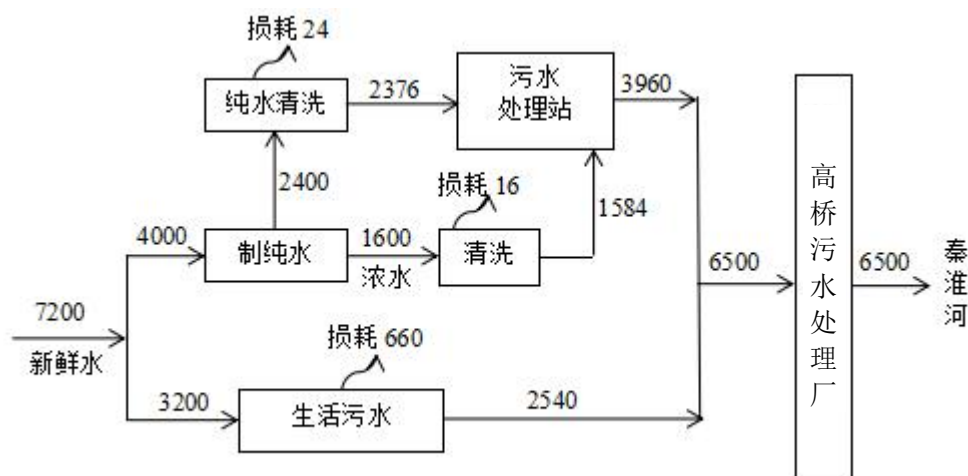 损耗 24
纯水清洗
2376
污水
处理站
3960
2400
损耗 16
1584
4000
制纯水
1600
浓水
清洗
6500
高桥污水处理厂
6500
秦淮河
7200
新鲜水
损耗 660
3200
生活污水
2540